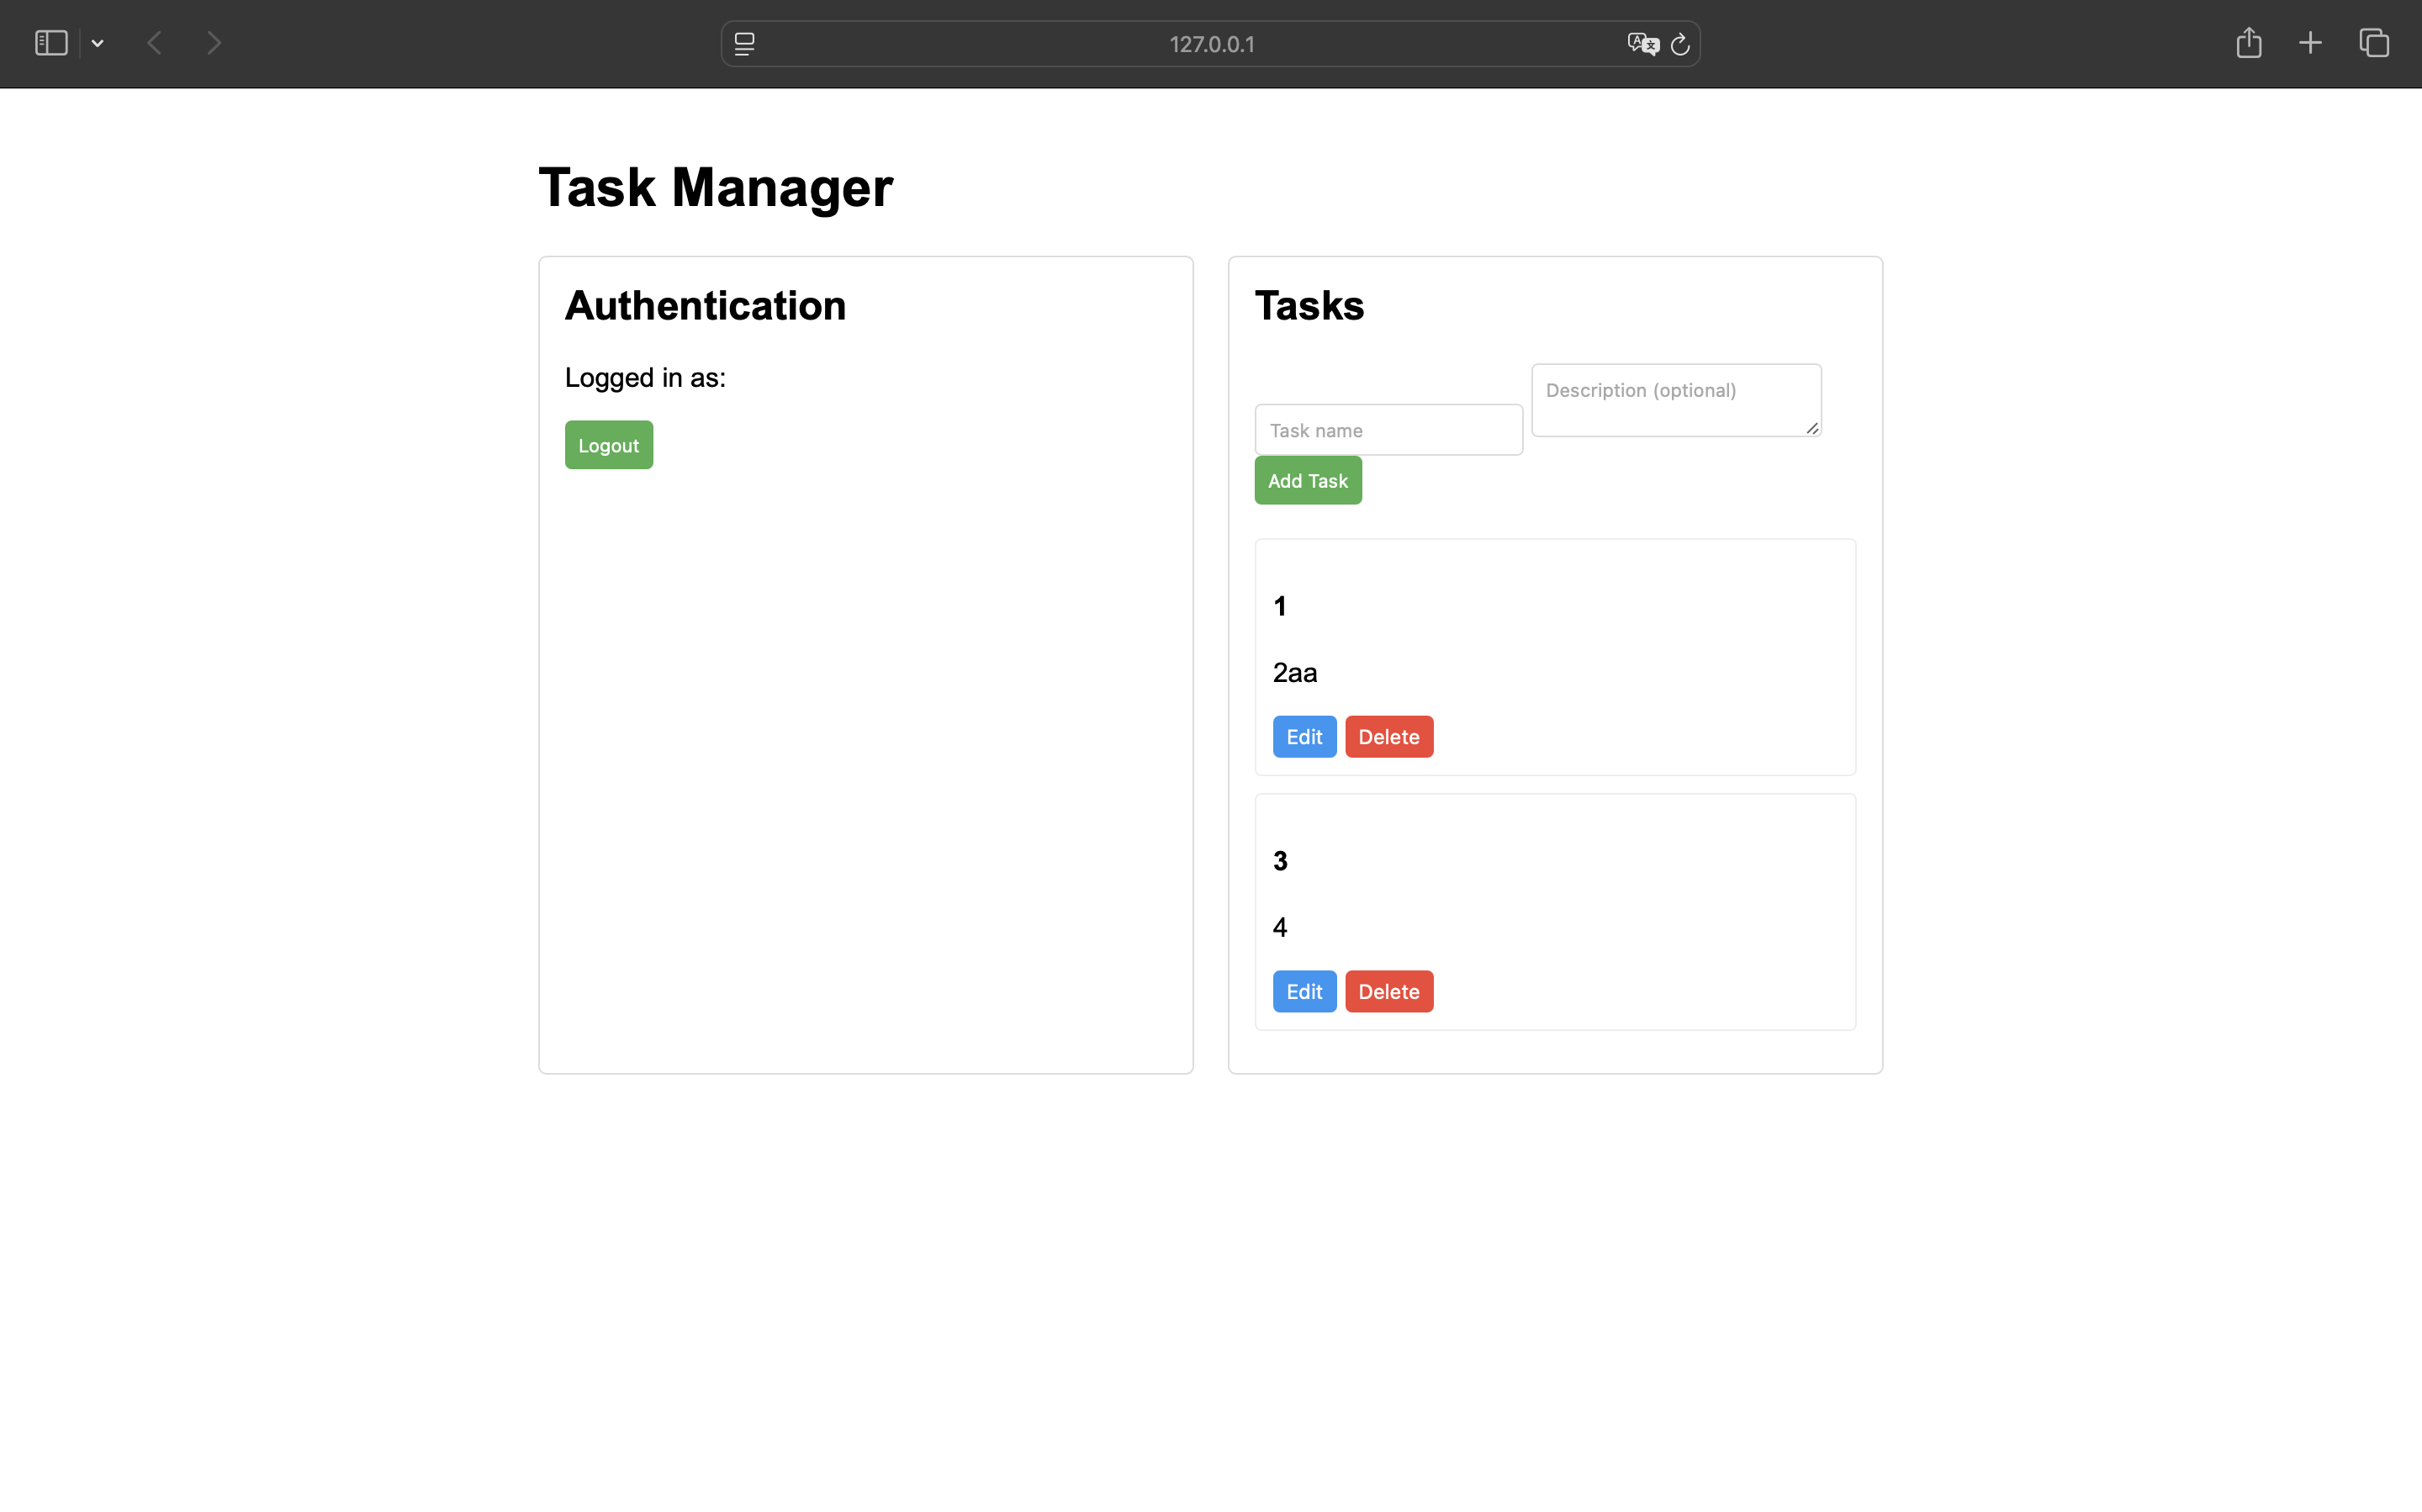 127.0.0.1
Task Manager
Authentication
Logged in as:
Logout
Tasks
Task name
Description (optional)
Add Task
1
2aa
Edit Delete
3
4
Edit Delete